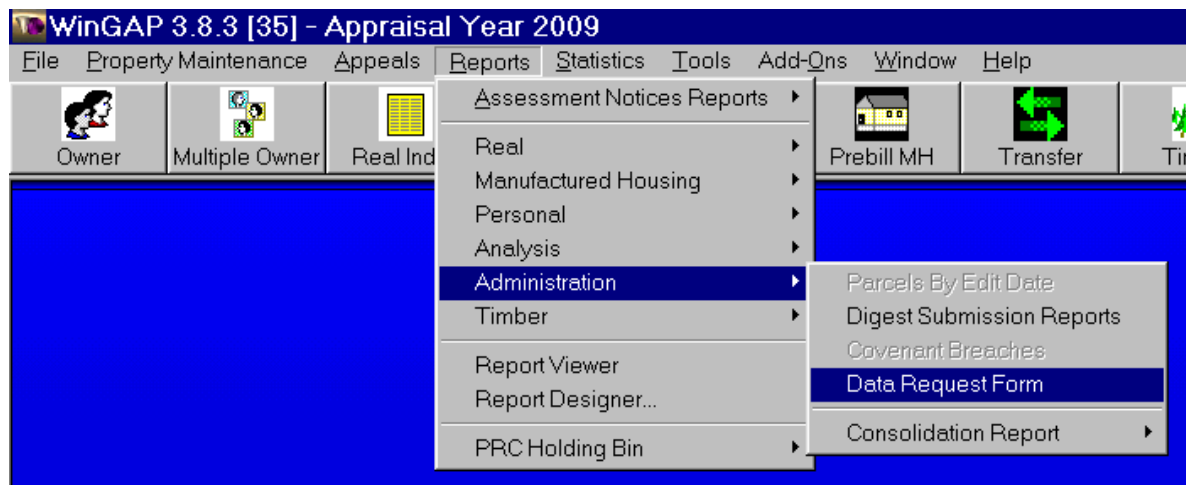 WinGAP 3.8.3 [35] - Appraisal Year 2009
File Property Maintenance Appeals Reports Statistics Tools Add-Ons Window Help
Owner Multiple Owner Real Ind Prebill MH Transfer
Assessment Notices Reports
Real
Manufactured Housing
Personal
Analysis
Administration
Timber
Report Viewer
Report Designer...
PRC Holding Bin
Parcels By Edit Date
Digest Submission Reports
Covenant Breaches
Data Request Form
Consolidation Report